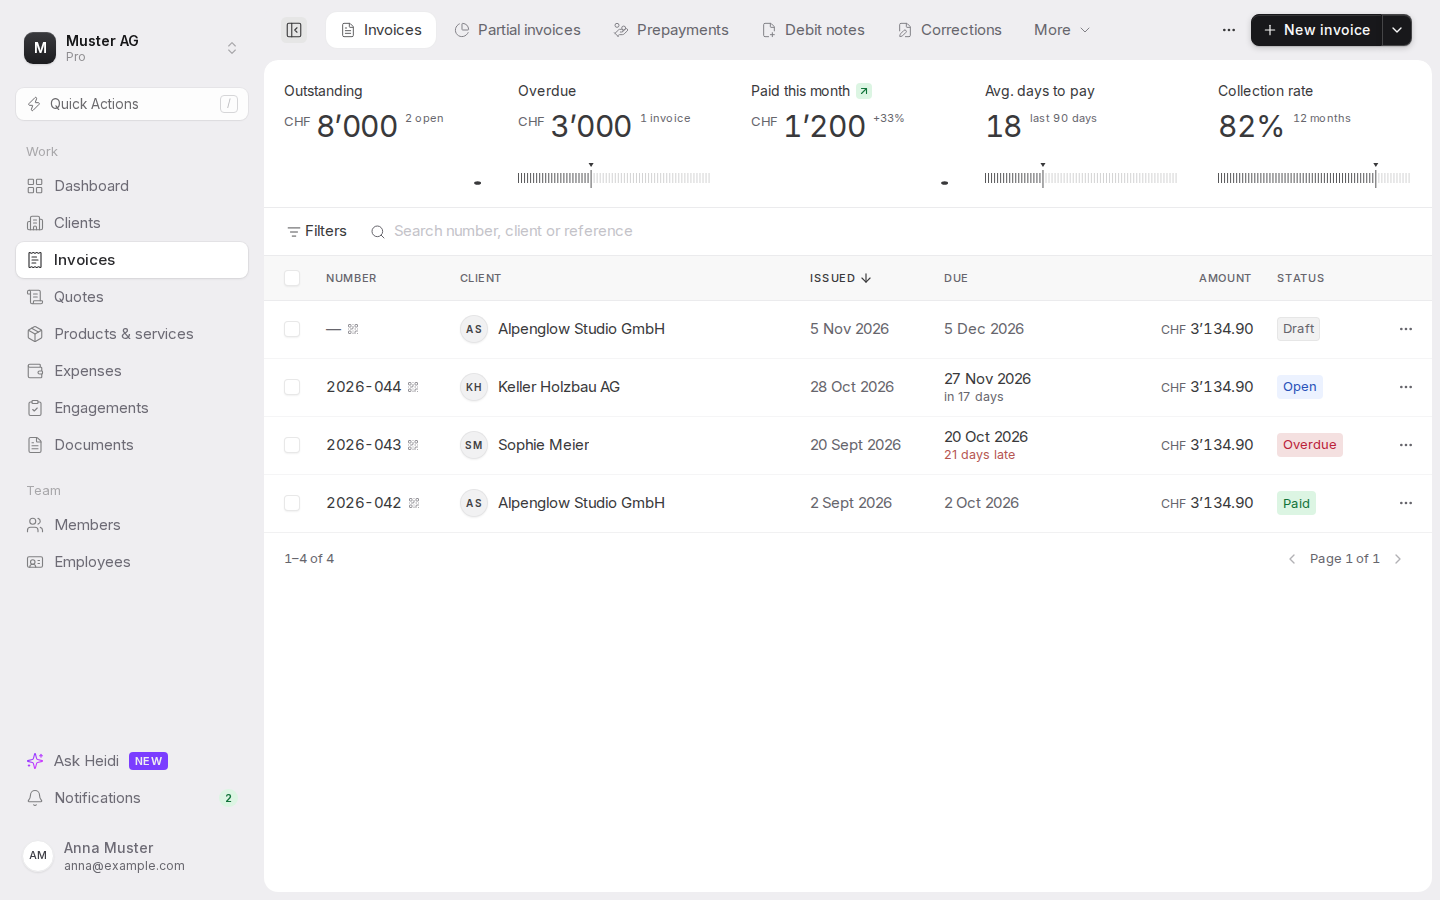 M
Muster AG
Pro
Quick Actions /
Work
Dashboard
Clients
Invoices
Quotes
Products & services
Expenses
Engagements
Documents
Team
Members
Employees
Ask Heidi NEW
Notifications 2
AM
Anna Muster
anna@example.com
Invoices Partial invoices Prepayments Debit notes Corrections More
New invoice
Outstanding
CHF 8’000 2 open
Overdue
CHF 3’000 1 invoice
Paid this month
CHF 1’200 +33%
Avg. days to pay
18 last 90 days
Collection rate
82% 12 months
Filters Search number, client or reference
NUMBER CLIENT ISSUED DUE AMOUNT STATUS
— AS Alpenglow Studio GmbH 5 Nov 2026 5 Dec 2026 CHF 3’134.90 Draft
2026-044 KH Keller Holzbau AG 28 Oct 2026 27 Nov 2026 CHF 3’134.90 Open
in 17 days
2026-043 SM Sophie Meier 20 Sept 2026 20 Oct 2026 CHF 3’134.90 Overdue
21 days late
2026-042 AS Alpenglow Studio GmbH 2 Sept 2026 2 Oct 2026 CHF 3’134.90 Paid
1–4 of 4 Page 1 of 1